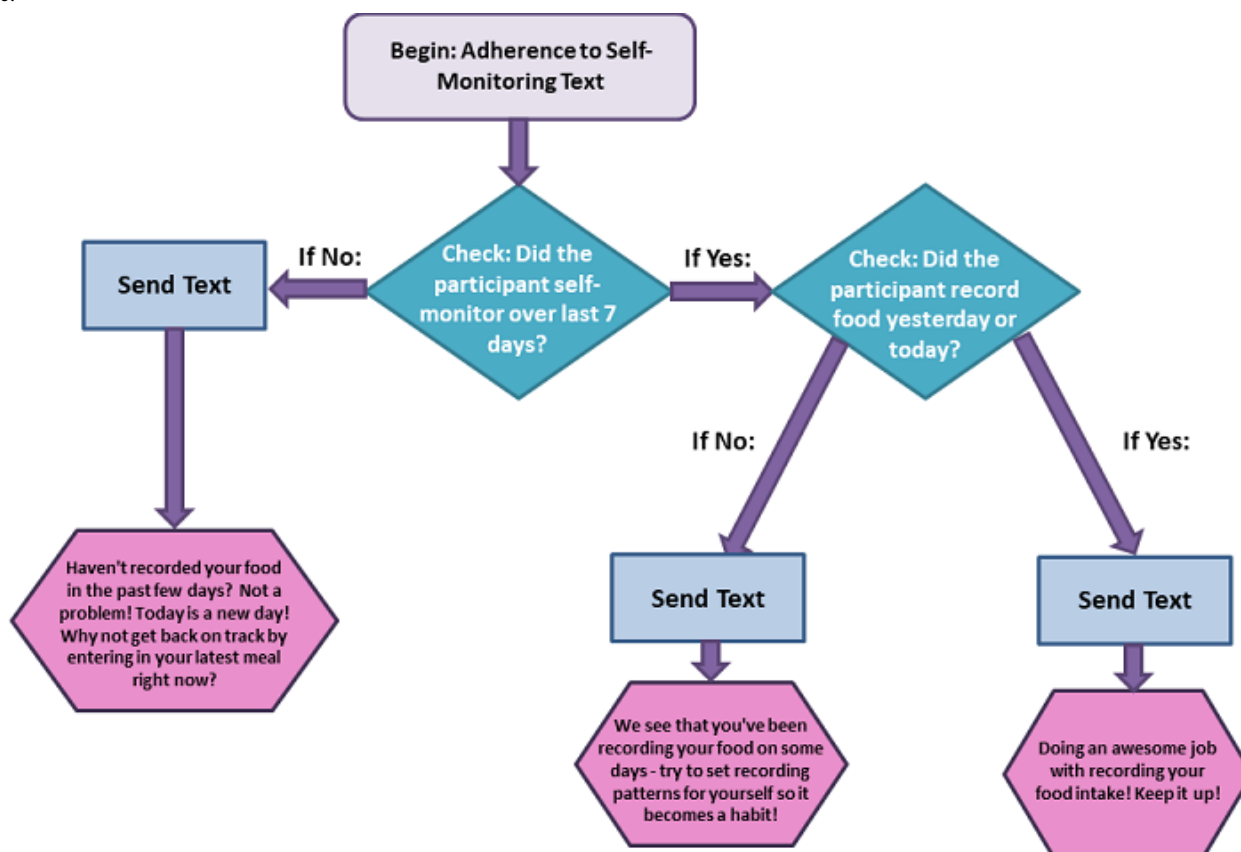 Begin: Adherence to Self-
Monitoring Text
If No:
Send Text
Check: Did the
participant self-
monitor over last 7
days?
If Yes:
Check: Did the
participant record
food yesterday or
today?
If No:
If Yes:
Haven't recorded your food
in the past few days? Not a
problem! Today is a new day!
Why not get back on track by
entering in your latest meal
right now?
Send Text
Send Text
We see that you've been
recording your food on some
days - try to set recording
patterns for yourself so it
becomes a habit!
Doing an awesome job
with recording your
food intake! Keep it up!